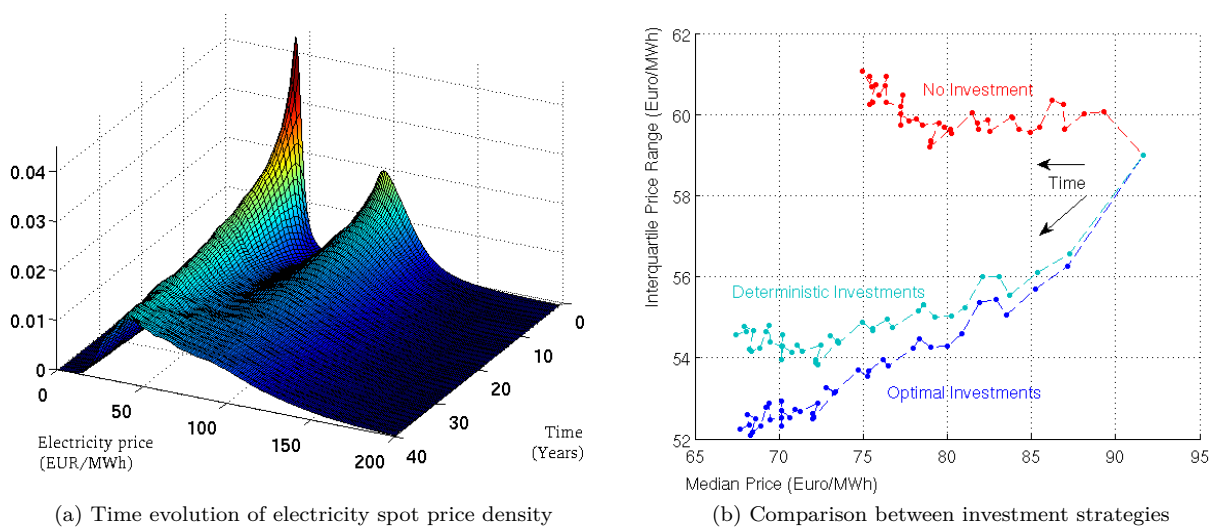 0.04
0.03
0.02
0.01
0
0
50
100
150
200
0
10
20
30
40
Electricity price
(EUR/MWh)
Time
(Years)
(a) Time evolution of electricity spot price density
Interquartile Price Range (Euro/MWh)
62
60
58
56
54
52
No Investment
Time
Deterministic Investments
Optimal Investments
65
70
75
80
85
90
95
Median Price (Euro/MWh)
(b) Comparison between investment strategies